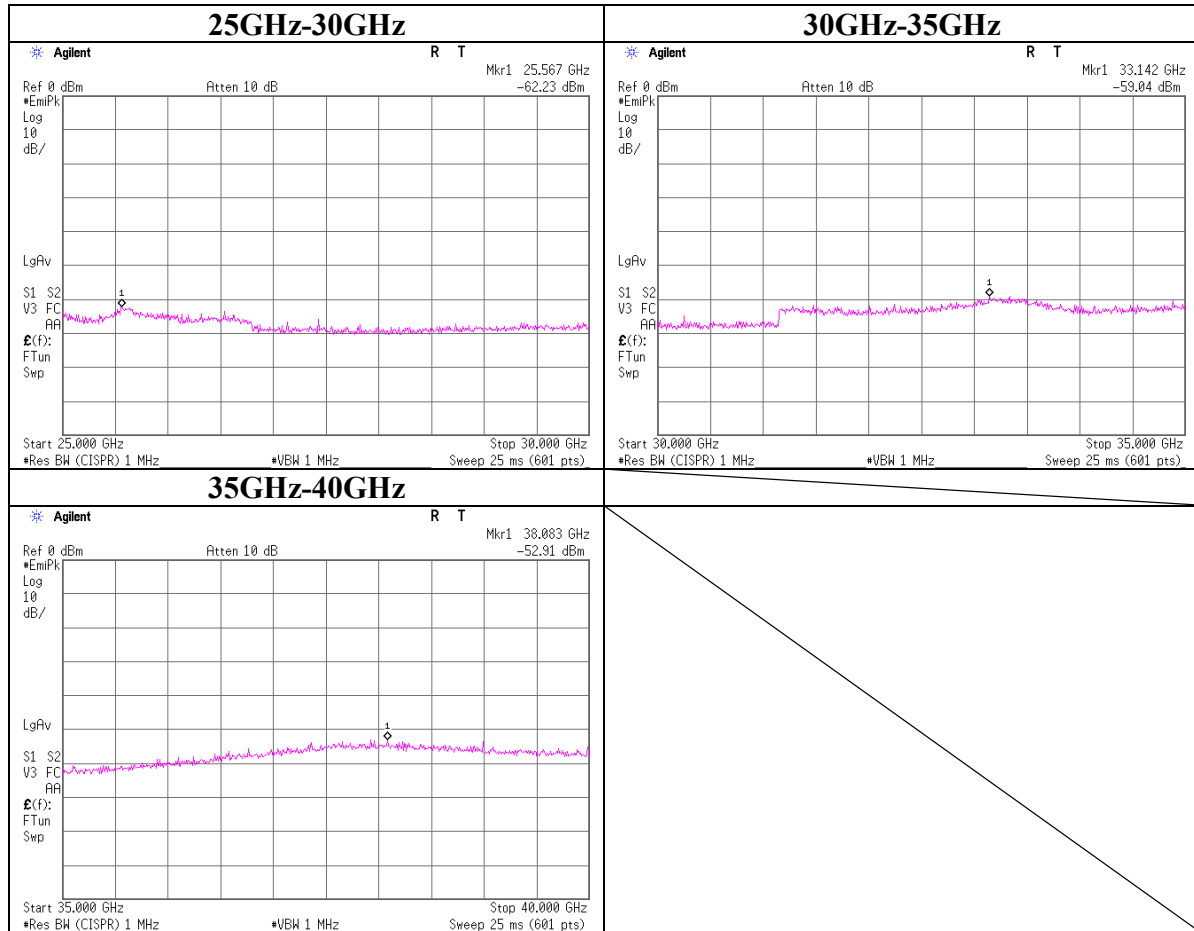 25GHz-30GHz
Agilent R T
Mkr1 25.567 GHz
Ref 0 dBm Atten 10 dB -62.23 dBm
#EmiPk
Log
10
dB/
1
LgAv
S1 S2
V3 FC
AA
£(f):
FTun
Swp
Start 25.000 GHz Stop 30.000 GHz
#Res BW (CISPR) 1 MHz #VBW 1 MHz Sweep 25 ms (601 pts)
30GHz-35GHz
Agilent R T
Mkr1 33.142 GHz
Ref 0 dBm Atten 10 dB -59.04 dBm
#EmiPk
Log
10
dB/
1
LgAv
S1 S2
V3 FC
AA
£(f):
FTun
Swp
Start 30.000 GHz Stop 35.000 GHz
#Res BW (CISPR) 1 MHz #VBW 1 MHz Sweep 25 ms (601 pts)
35GHz-40GHz
Agilent R T
Mkr1 38.083 GHz
Ref 0 dBm Atten 10 dB -52.91 dBm
#EmiPk
Log
10
dB/
1
LgAv
S1 S2
V3 FC
AA
£(f):
FTun
Swp
Start 35.000 GHz Stop 40.000 GHz
#Res BW (CISPR) 1 MHz #VBW 1 MHz Sweep 25 ms (601 pts)